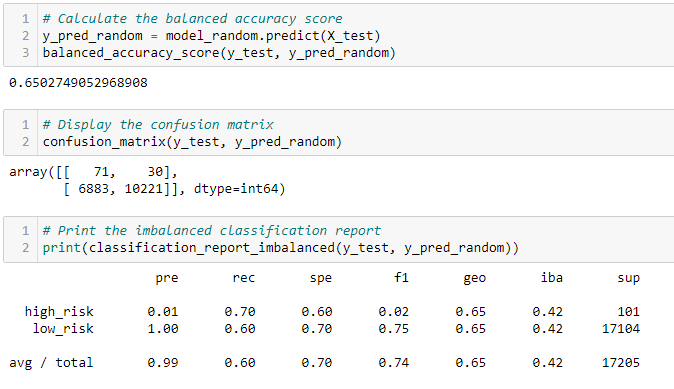 1 # Calculate the balanced accuracy score
2 y_pred_random = model_random.predict(X_test)
3 balanced_accuracy_score(y_test, y_pred_random)
0.6502749052968908
1 # Display the confusion matrix
2 confusion_matrix(y_test, y_pred_random)
array([[   71,    30],
       [ 6883, 10221]], dtype=int64)
1 # Print the imbalanced classification report
2 print(classification_report_imbalanced(y_test, y_pred_random))
pre rec spe f1 geo iba sup
high_risk 0.01 0.70 0.60 0.02 0.65 0.42 101
low_risk 1.00 0.60 0.70 0.75 0.65 0.42 17104
avg / total 0.99 0.60 0.70 0.74 0.65 0.42 17205